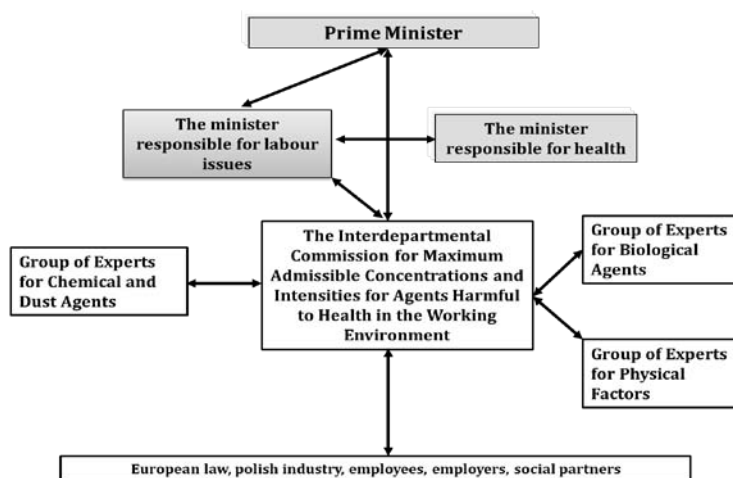 Prime Minister
The minister
responsible for labour
issues
The minister
responsible for health
The Interdepartmental
Commission for Maximum
Admissible Concentrations and
Intensities for Agents Harmful
to Health in the Working
Environment
Group of Experts
for Chemical and
Dust Agents
Group of Experts
for Biological
Agents
Group of Experts
for Physical
Factors
European law, polish industry, employees, employers, social partners